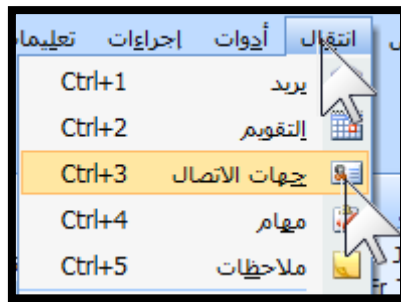 انتقال أدوات إجراءات تعليما
بريد Ctrl+1
التقويم Ctrl+2
جهات الاتصال Ctrl+3
مهام Ctrl+4
ملاحظات Ctrl+5